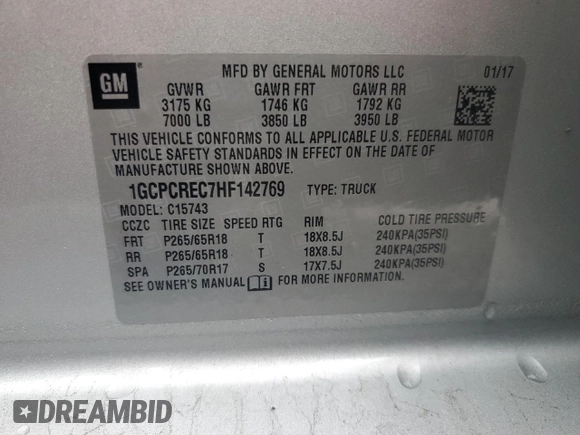 GM
MFD BY GENERAL MOTORS LLC 01/17
GVWR GAWR FRT GAWR RR
3175 KG 1746 KG 1792 KG
7000 LB 3850 LB 3950 LB
THIS VEHICLE CONFORMS TO ALL APPLICABLE U.S. FEDERAL MOTOR
VEHICLE SAFETY STANDARDS IN EFFECT ON THE DATE OF
MANUFACTURE SHOWN ABOVE.
1GCPCREC7HF142769 TYPE: TRUCK
MODEL: C15743
CCZC TIRE SIZE SPEED RTG RIM COLD TIRE PRESSURE
FRT P265/65R18 T 18X8.5J 240KPA(35PSI)
RR P265/65R18 T 18X8.5J 240KPA(35PSI)
SPA P265/70R17 S 17X7.5J 240KPA(35PSI)
SEE OWNER'S MANUAL FOR MORE INFORMATION.
DREAMBID